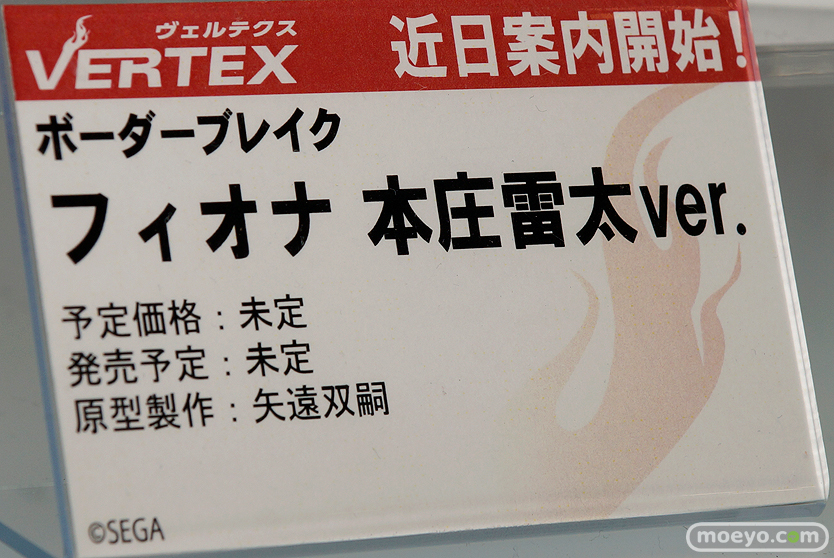 ヴェルテクス
VERTEX
近日案内開始!
ボーダーブレイク
フィオナ 本庄雷太ver.
予定価格：未定
発売予定：未定
原型製作：矢遠双嗣
©SEGA
moeyo.com